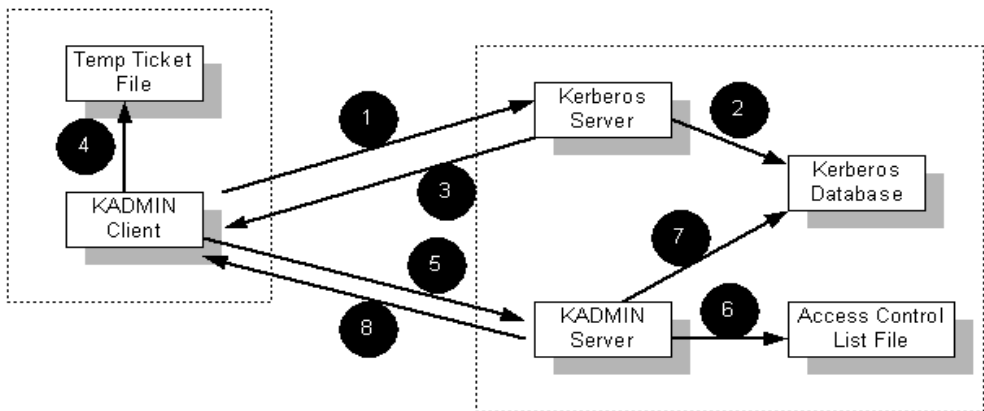 Temp Ticket
File
4
KADMIN
Client
1
3
5
8
Kerberos
Server
2
Kerberos
Database
7
KADMIN
Server
6
Access Control
List File